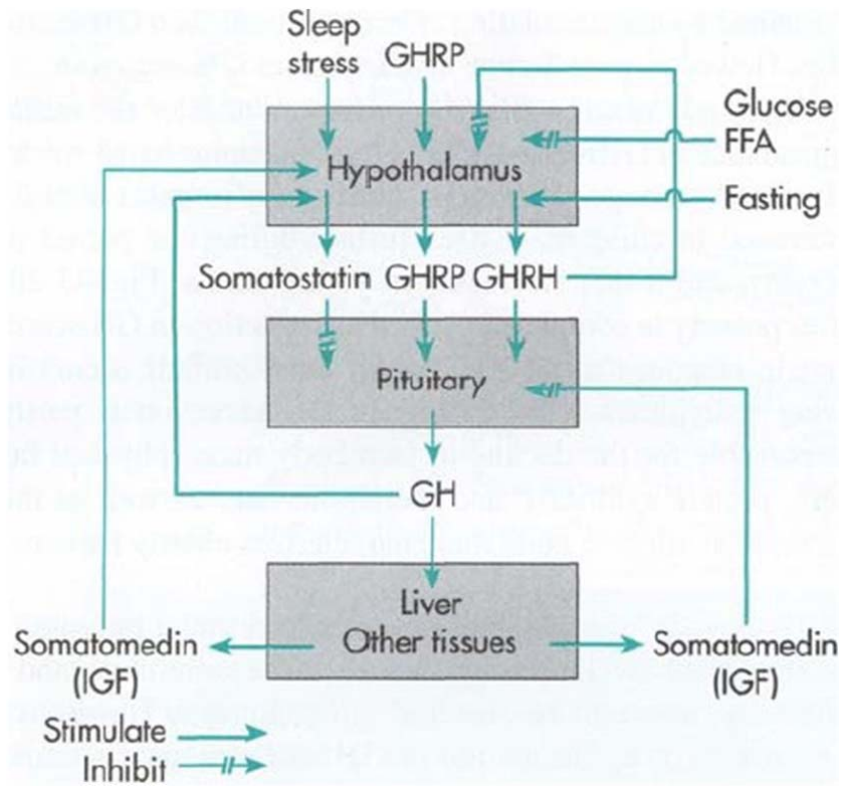 Sleep
stress
GHRP
Glucose
FFA
Hypothalamus
Fasting
Somatostatin GHRP GHRH
Pituitary
GH
Liver
Other tissues
Somatomedin
(IGF)
Somatomedin
(IGF)
Stimulate
Inhibit